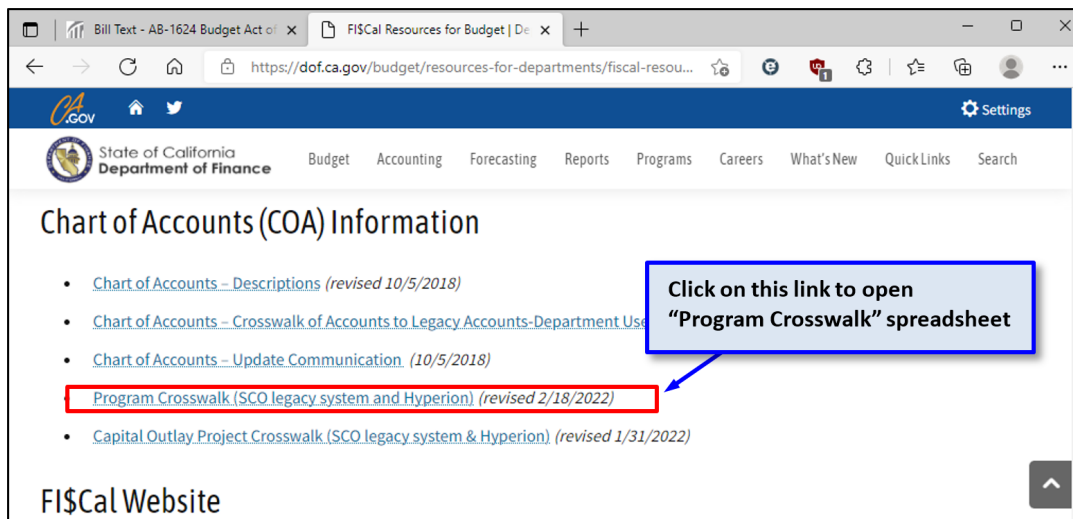 Bill Text - AB-1624 Budget Act of
FI$Cal Resources for Budget | De
https://dof.ca.gov/budget/resources-for-departments/fiscal-resou...
1
CA
.GOV
Settings
State of California
Department of Finance
Budget Accounting Forecasting Reports Programs Careers What's New Quick Links Search
Chart of Accounts (COA) Information
• Chart of Accounts – Descriptions (revised 10/5/2018)
• Chart of Accounts – Crosswalk of Accounts to Legacy Accounts-Department Use
• Chart of Accounts – Update Communication (10/5/2018)
• Program Crosswalk (SCO legacy system and Hyperion) (revised 2/18/2022)
• Capital Outlay Project Crosswalk (SCO legacy system & Hyperion) (revised 1/31/2022)
Click on this link to open
“Program Crosswalk” spreadsheet
FI$Cal Website